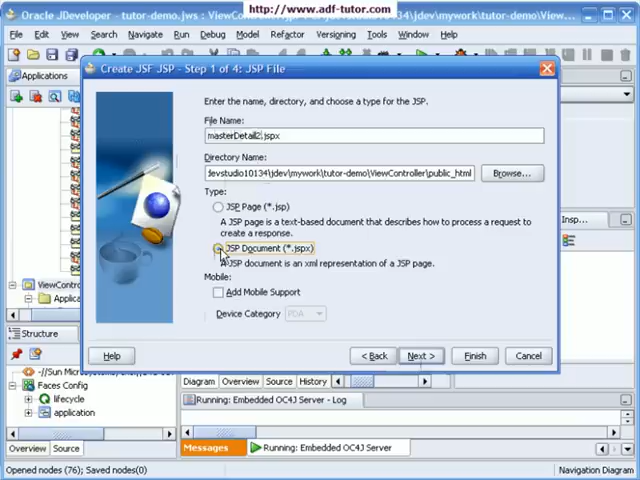 http://www.adf-tutor.com
Oracle JDeveloper - tutor-demo.jws : ViewController
File Edit View Search Navigate Run Debug Model Refactor Versioning Tools Window Help
Applications
Create JSF JSP - Step 1 of 4: JSP File
Enter the name, directory, and choose a type for the JSP.
File Name:
masterDetail2.jspx
Directory Name:
devstudio10134\jdev\mywork\tutor-demo\ViewController\public_html
Browse...
Type:
JSP Page (*.jsp)
A JSP page is a text-based document that describes how to process a request to
create a response.
JSP Document (*.jspx)
A JSP document is an xml representation of a JSP page.
Mobile:
Add Mobile Support
Device Category PDA
Help < Back Next > Finish Cancel
Insp...
ViewContro
Applicati
Structure
-//Sun Micros
Faces Config
lifecycle
application
Overview Source
Diagram Overview Source History
Running: Embedded OC4J Server - Log
Messages Running: Embedded OC4J Server
Opened nodes (76); Saved nodes(0) Navigation Diagram